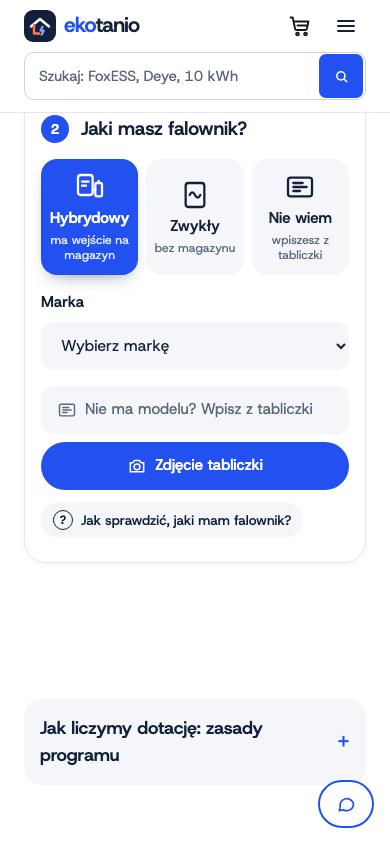 ekotanio
Szukaj: FoxESS, Deye, 10 kWh
2 Jaki masz falownik?
Hybrydowy
ma wejście na
magazyn
Zwykły
bez magazynu
Nie wiem
wpiszesz z
tabliczki
Marka
Wybierz markę
Nie ma modelu? Wpisz z tabliczki
Zdjęcie tabliczki
? Jak sprawdzić, jaki mam falownik?
Jak liczymy dotację: zasady
programu
+